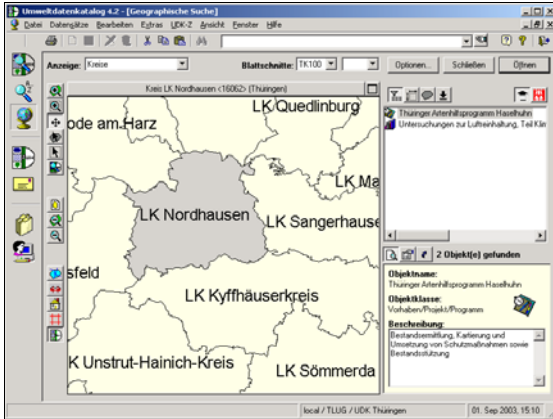 Umweltdatenkatalog 4.2 - [Geographische Suche]
Datei Datensätze Bearbeiten Extras UDK-Z Ansicht Fenster Hilfe
Anzeige: Kreise Blattschnitte: TK100 Optionen... Schließen Öffnen
Kreis LK Nordhausen <16062> (Thüringen)
LK Quedlinburg
ode am Harz
LK Ma
LK Nordhausen
LK Sangerhause
sfeld
LK Kyffhäuserkreis
K Unstrut-Hainich-Kreis
LK Sömmerda
Thüringer Artenhilfsprogramm Haselhuhn
Untersuchungen zur Lufteinhaltung, Teil Klim
2 Objekt(e) gefunden
Objektname:
Thüringer Artenhilfsprogramm Haselhuhn
Objektklasse:
Vorhaben/Projekt/Programm
Beschreibung:
Bestandsermittlung, Kartierung und
Umsetzung von Schutzmaßnahmen sowie
Bestandsstützung
local / TLUG / UDK Thüringen 01. Sep 2003, 15:10